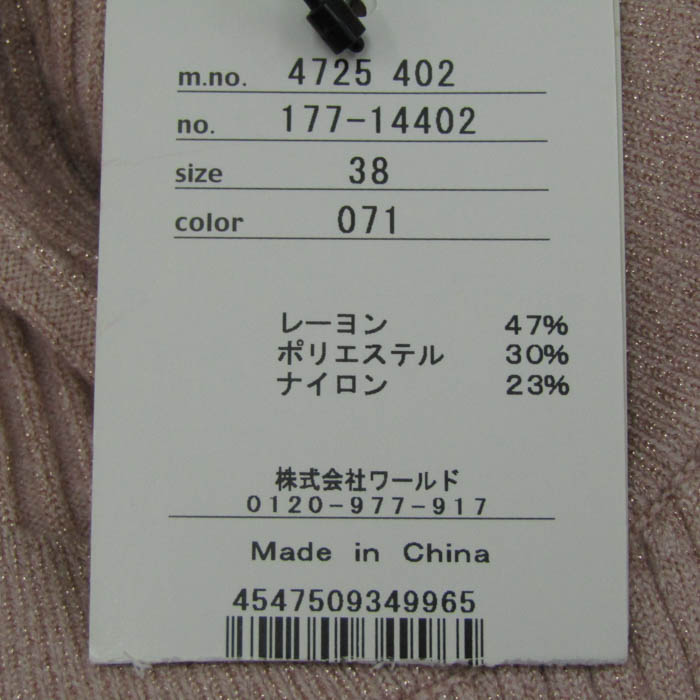 m.no. 4725 402
no. 177-14402
size 38
color 071
レーヨン 47%
ポリエステル 30%
ナイロン 23%
株式会社ワールド
0120-977-917
Made in China
4547509349965